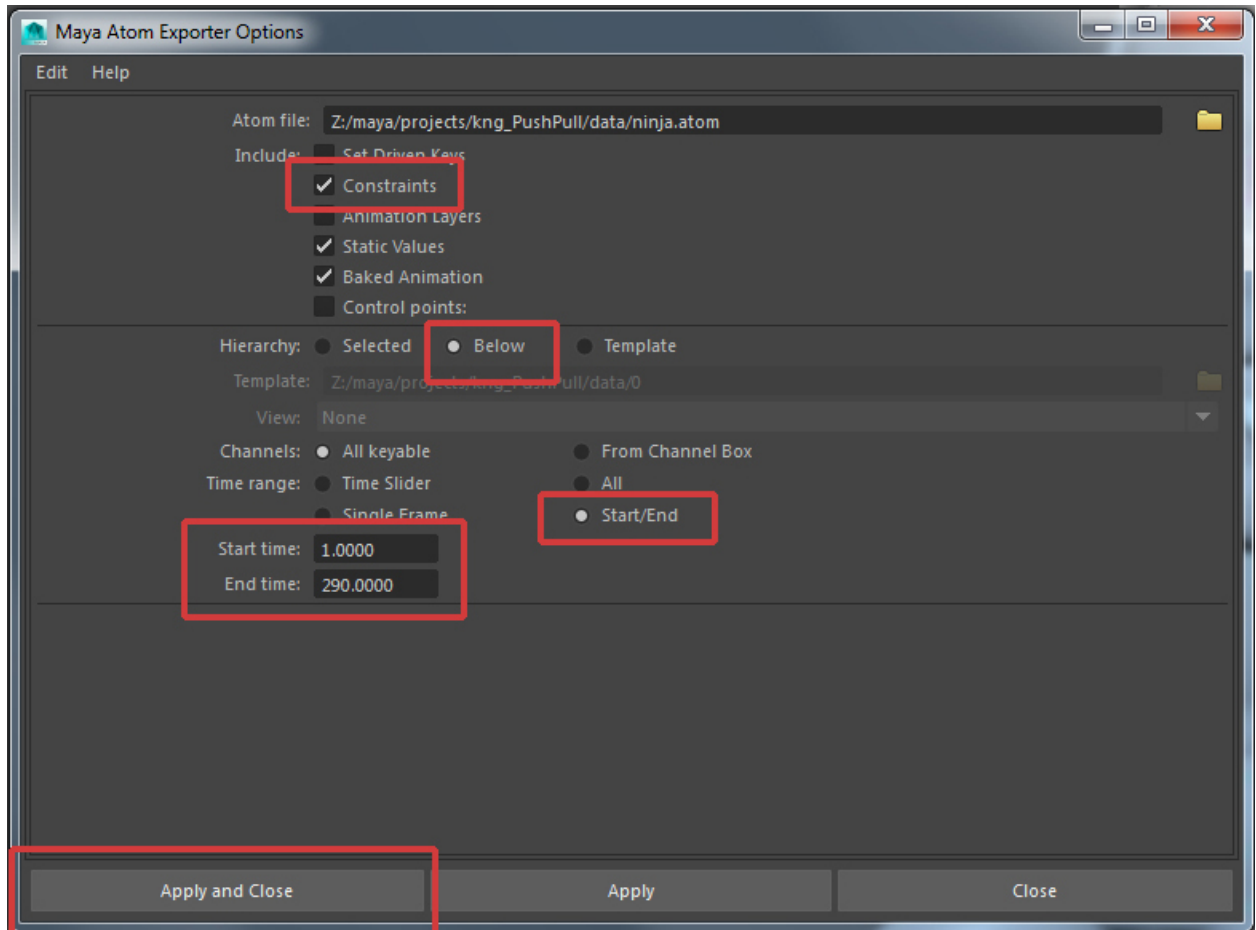 Maya Atom Exporter Options
Edit Help
Atom file: Z:/maya/projects/kng_PushPull/data/ninja.atom
Include: Set Driven Keys
Constraints
Animation Layers
Static Values
Baked Animation
Control points:
Hierarchy: Selected Below Template
Template: Z:/maya/projects/kng_PushPull/data/0
View: None
Channels: All keyable From Channel Box
Time range: Time Slider All
Single Frame Start/End
Start time: 1.0000
End time: 290.0000
Apply and Close Apply Close